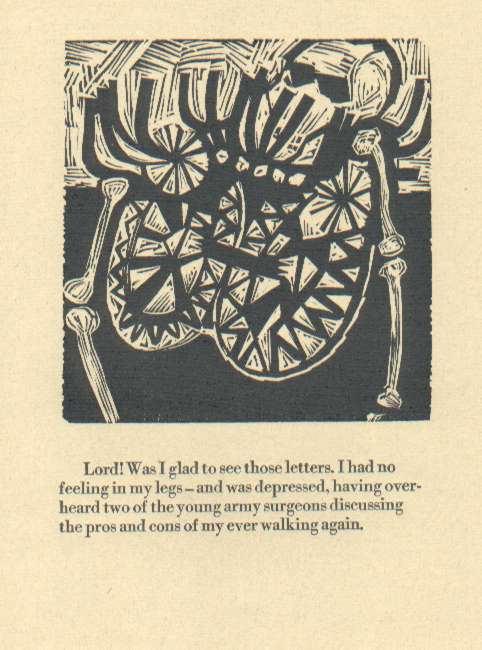 Lord! Was I glad to see those letters. I had no
feeling in my legs – and was depressed, having over-
heard two of the young army surgeons discussing
the pros and cons of my ever walking again.